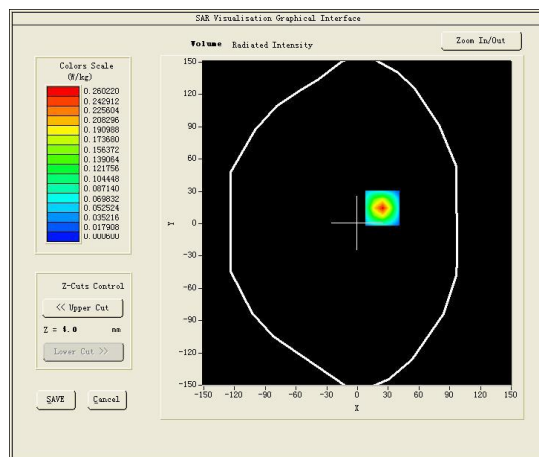 SAR Visualisation Graphical Interface
Volume Radiated Intensity
Zoom In/Out
Colors Scale
(W/kg)
0.260220
0.242912
0.225604
0.208296
0.190988
0.173680
0.156372
0.139064
0.121756
0.104448
0.087140
0.069832
0.052524
0.035216
0.017908
0.000600
Z-Cuts Control
<< Upper Cut
Z = 4.0 mm
Lower Cut >>
SAVE
Cancel
150
120
90
60
30
0
-30
-60
-90
-120
-150
Y
-150 -120 -90 -60 -30 0 30 60 90 120 150
X